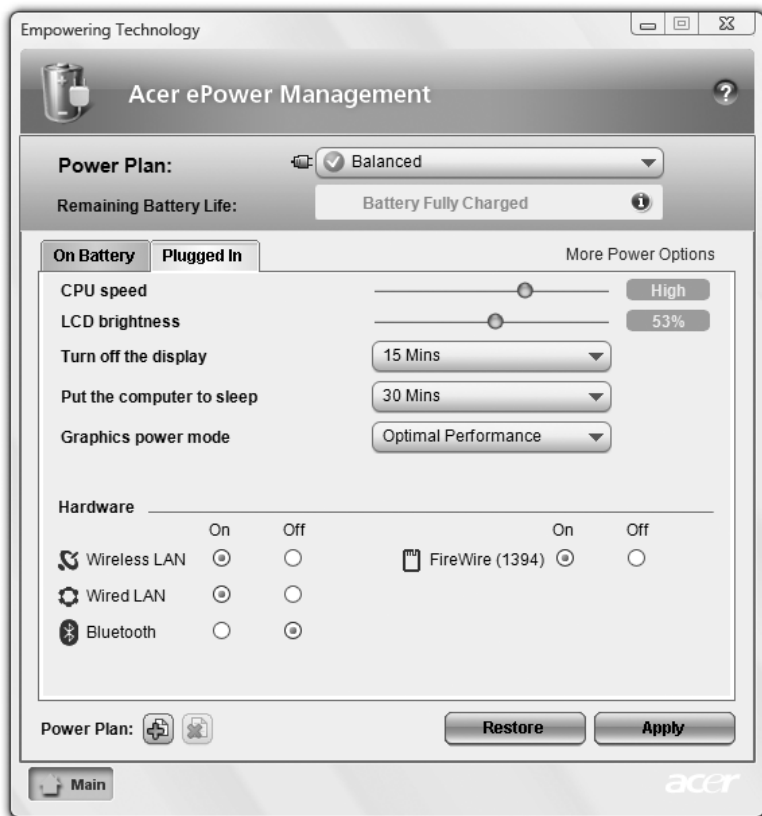 Empowering Technology
Acer ePower Management
Power Plan: Balanced
Remaining Battery Life: Battery Fully Charged
On Battery Plugged In More Power Options
CPU speed High
LCD brightness 53%
Turn off the display 15 Mins
Put the computer to sleep 30 Mins
Graphics power mode Optimal Performance
Hardware
On Off On Off
Wireless LAN FireWire (1394)
Wired LAN
Bluetooth
Power Plan: Restore Apply
Main acer